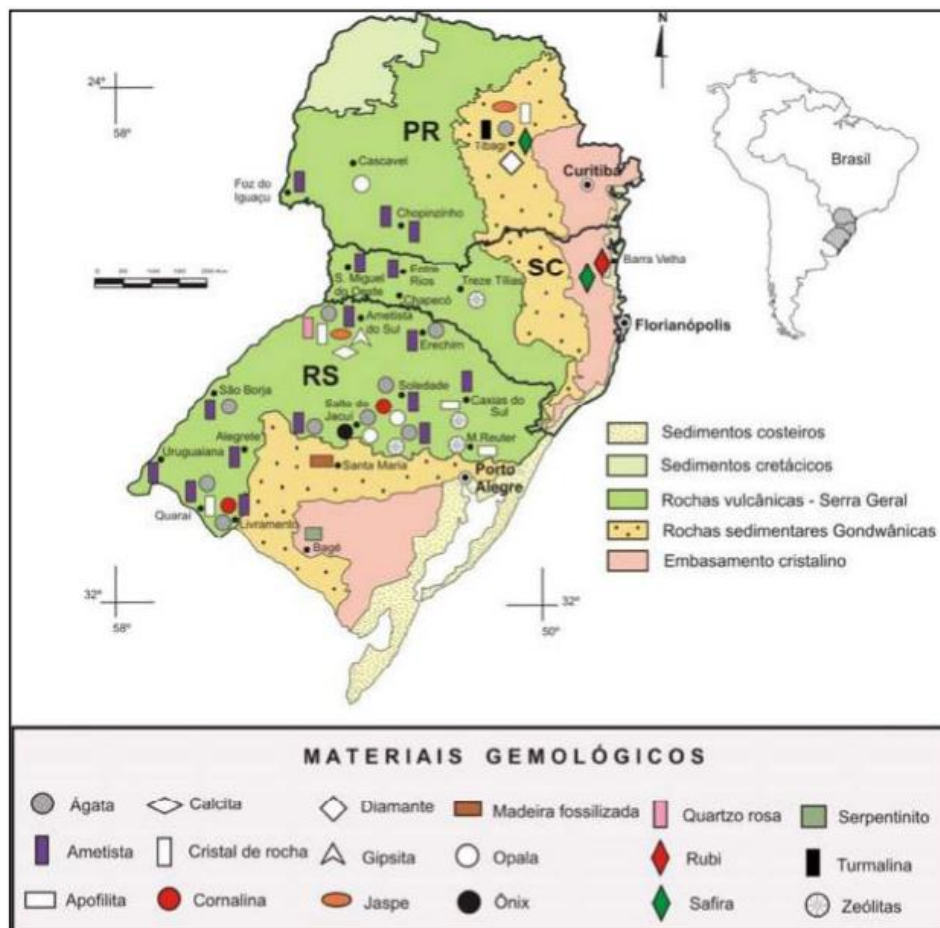 N
24°
58°
PR
Tibagi
Cascavel
Curitiba
Brasil
Foz do
Iguaçu
Chopinzinho
SC
Barra Velha
S. Miguel
do Oeste
Entre
Rios
Treze Tílias
Chapecó
Ametista
do Sul
Florianópolis
Erechim
RS
Soledade
São Borja
Salto do
Jacuí
Caxias do
Sul
Alegrete
M.Reuter
Uruguaiana
Santa Maria
Porto
Alegre
Quaraí
Livramento
Bagé
Sedimentos costeiros
Sedimentos cretácicos
Rochas vulcânicas - Serra Geral
Rochas sedimentares Gondwânicas
Embasamento cristalino
32°
58°
32°
50°
MATERIAIS GEMOLÓGICOS
Ágata Calcita Diamante Madeira fossilizada Quartzo rosa Serpentinito
Ametista Cristal de rocha Gipsita Opala Rubi Turmalina
Apofilita Cornalina Jaspe Ônix Safira Zeólitas